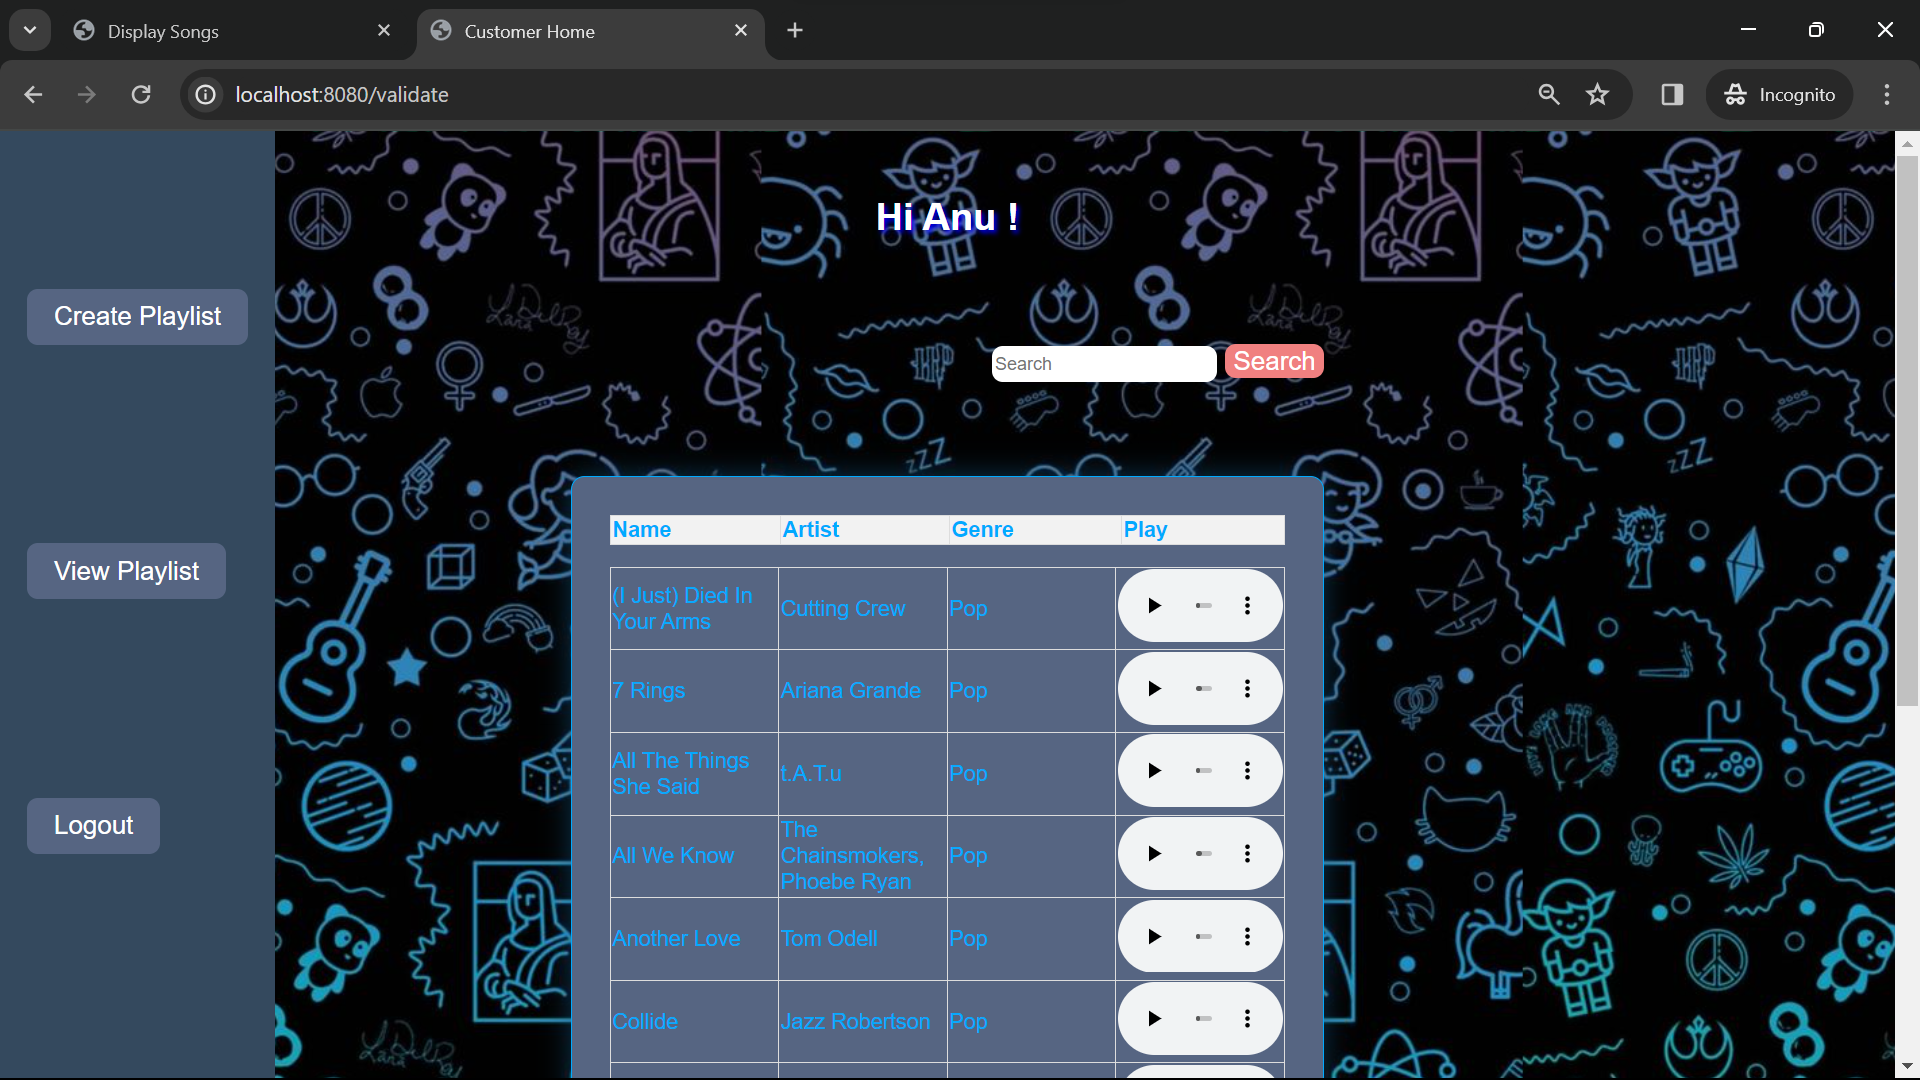 Display Songs
Customer Home
localhost:8080/validate
Incognito
Hi Anu !
Create Playlist
Search
Search
View Playlist
Logout
Name Artist Genre Play
(I Just) Died In Your Arms Cutting Crew Pop
7 Rings Ariana Grande Pop
All The Things She Said t.A.T.u Pop
All We Know The Chainsmokers, Phoebe Ryan Pop
Another Love Tom Odell Pop
Collide Jazz Robertson Pop
zZZ
zZZ